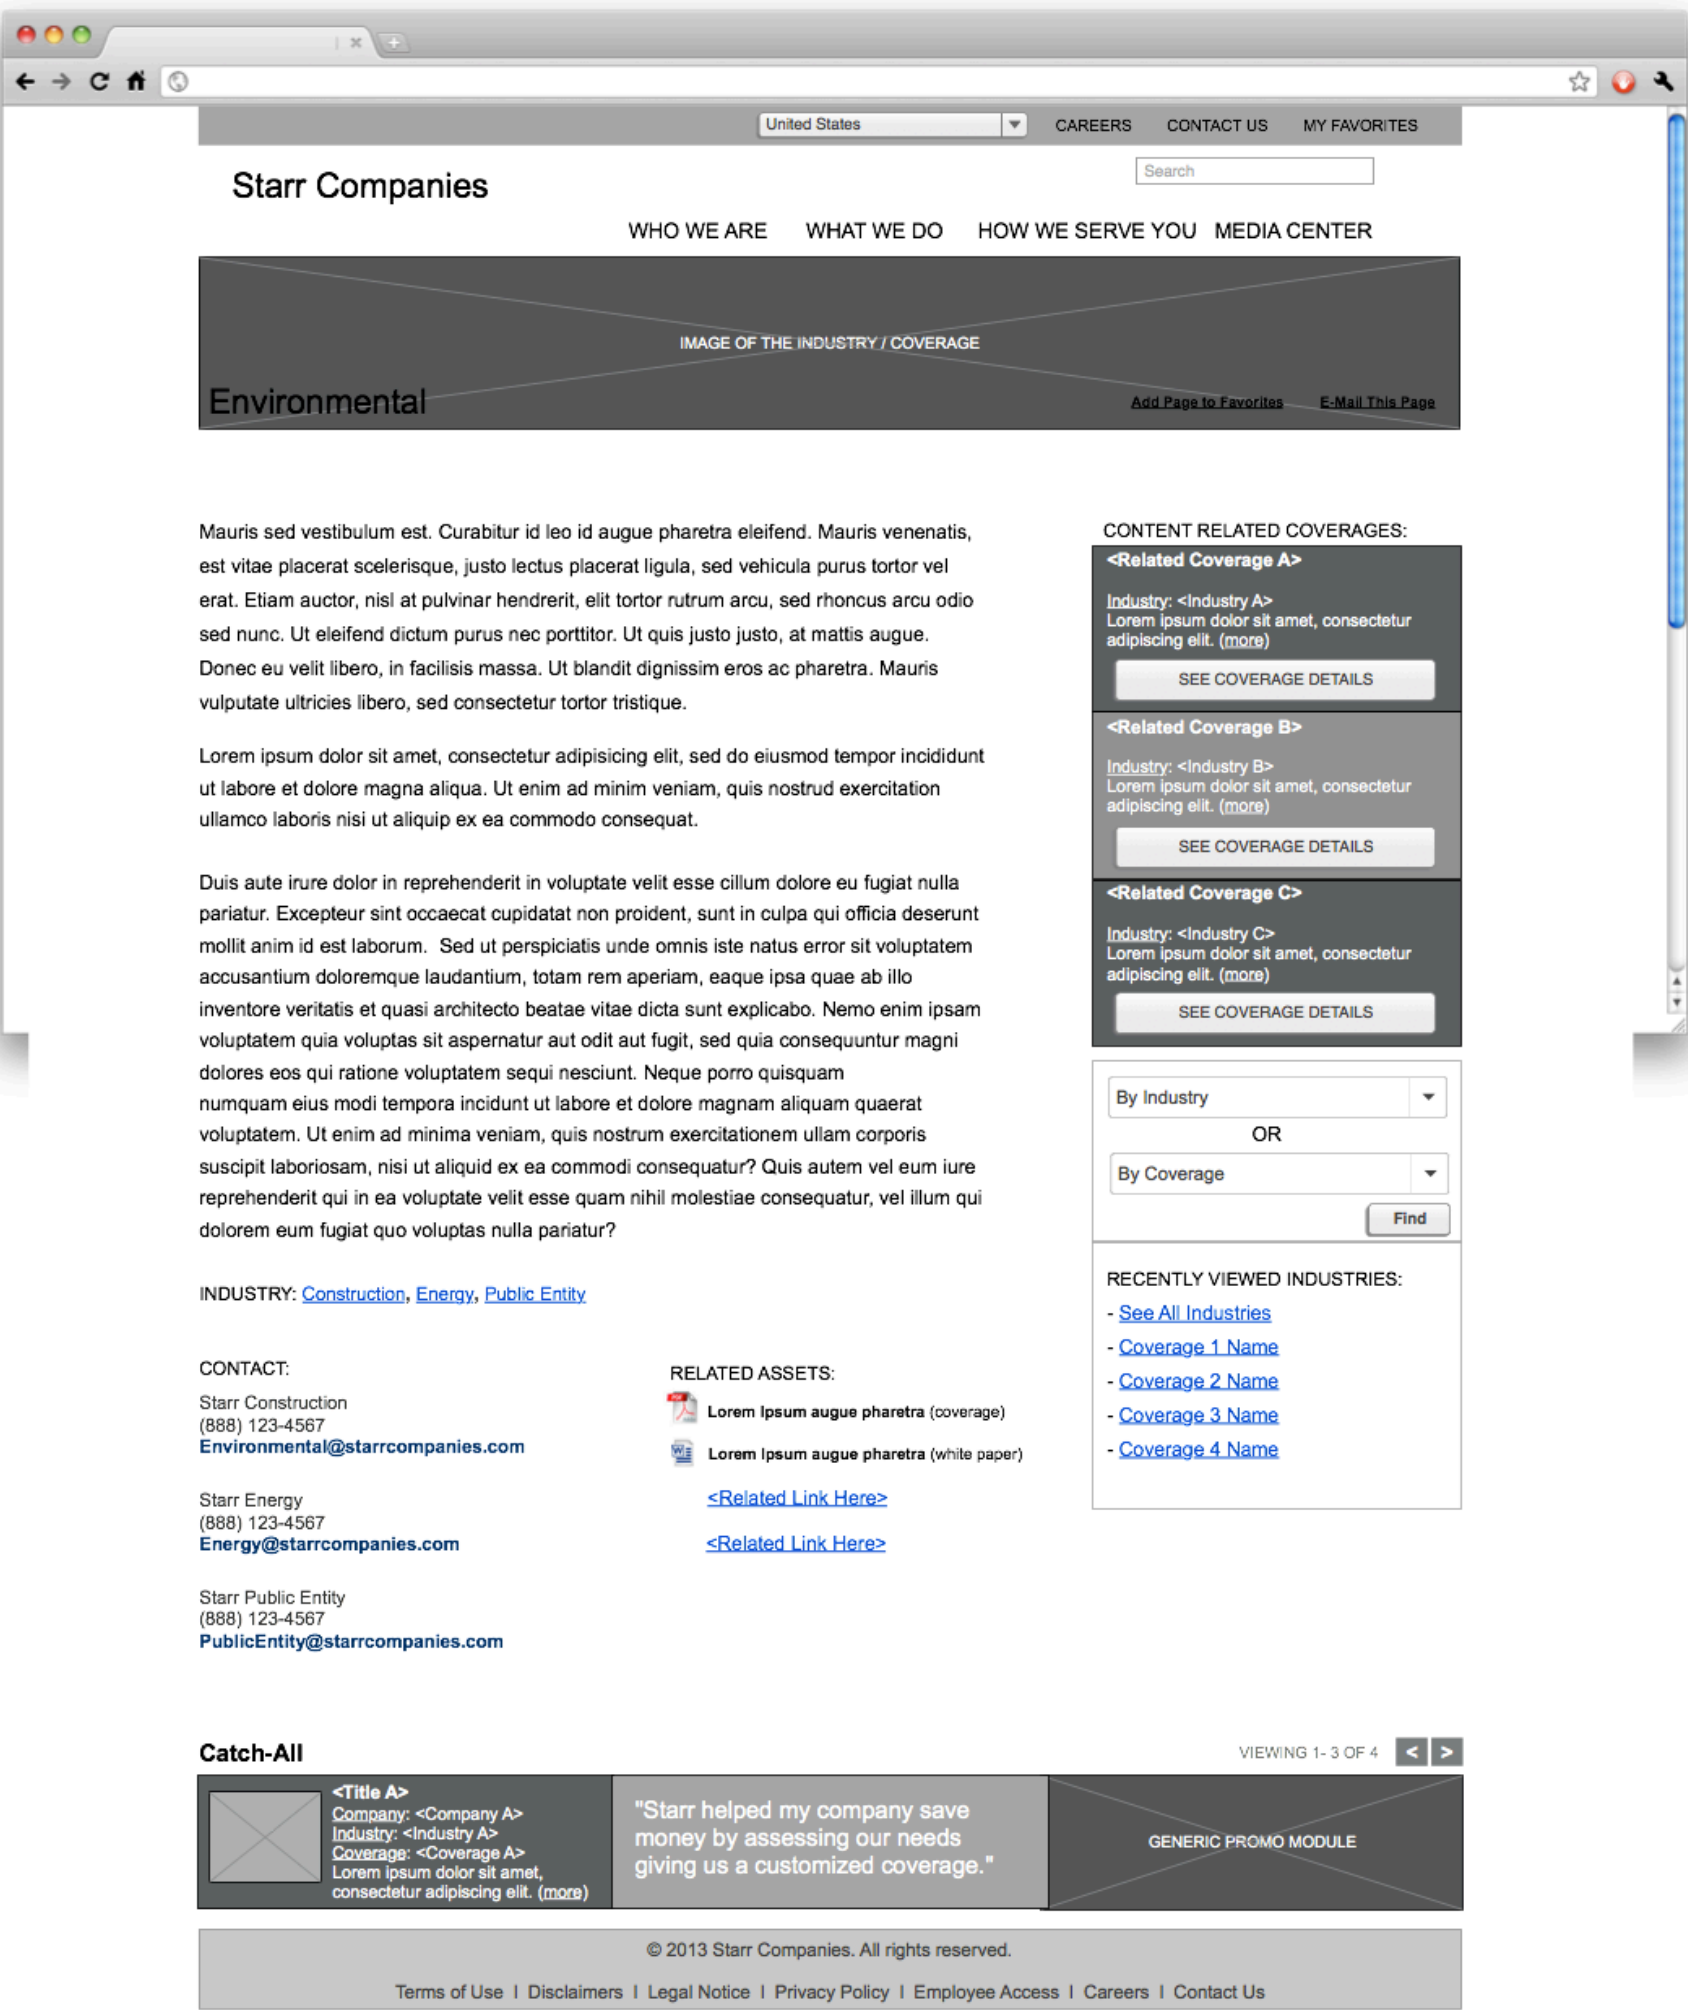 United States
CAREERS
CONTACT US
MY FAVORITES
Starr Companies
Search
WHO WE ARE
WHAT WE DO
HOW WE SERVE YOU
MEDIA CENTER
IMAGE OF THE INDUSTRY / COVERAGE
Environmental
Add Page to Favorites
E-Mail This Page
Mauris sed vestibulum est. Curabitur id leo id augue pharetra eleifend. Mauris venenatis,
est vitae placerat scelerisque, justo lectus placerat ligula, sed vehicula purus tortor vel
erat. Etiam auctor, nisl at pulvinar hendrerit, elit tortor rutrum arcu, sed rhoncus arcu odio
sed nunc. Ut eleifend dictum purus nec porttitor. Ut quis justo justo, at mattis augue.
Donec eu velit libero, in facilisis massa. Ut blandit dignissim eros ac pharetra. Mauris
vulputate ultricies libero, sed consectetur tortor tristique.
Lorem ipsum dolor sit amet, consectetur adipisicing elit, sed do eiusmod tempor incididunt
ut labore et dolore magna aliqua. Ut enim ad minim veniam, quis nostrud exercitation
ullamco laboris nisi ut aliquip ex ea commodo consequat.
Duis aute irure dolor in reprehenderit in voluptate velit esse cillum dolore eu fugiat nulla
pariatur. Excepteur sint occaecat cupidatat non proident, sunt in culpa qui officia deserunt
mollit anim id est laborum.  Sed ut perspiciatis unde omnis iste natus error sit voluptatem
accusantium doloremque laudantium, totam rem aperiam, eaque ipsa quae ab illo
inventore veritatis et quasi architecto beatae vitae dicta sunt explicabo. Nemo enim ipsam
voluptatem quia voluptas sit aspernatur aut odit aut fugit, sed quia consequuntur magni
dolores eos qui ratione voluptatem sequi nesciunt. Neque porro quisquam
numquam eius modi tempora incidunt ut labore et dolore magnam aliquam quaerat
voluptatem. Ut enim ad minima veniam, quis nostrum exercitationem ullam corporis
suscipit laboriosam, nisi ut aliquid ex ea commodi consequatur? Quis autem vel eum iure
reprehenderit qui in ea voluptate velit esse quam nihil molestiae consequatur, vel illum qui
dolorem eum fugiat quo voluptas nulla pariatur?
INDUSTRY: Construction, Energy, Public Entity
CONTACT:
Starr Construction
(888) 123-4567
Environmental@starrcompanies.com
Starr Energy
(888) 123-4567
Energy@starrcompanies.com
Starr Public Entity
(888) 123-4567
PublicEntity@starrcompanies.com
RELATED ASSETS:
Lorem Ipsum augue pharetra (coverage)
Lorem Ipsum augue pharetra (white paper)
<Related Link Here>
<Related Link Here>
CONTENT RELATED COVERAGES:
<Related Coverage A>
Industry: <Industry A>
Lorem ipsum dolor sit amet, consectetur
adipiscing elit. (more)
SEE COVERAGE DETAILS
<Related Coverage B>
Industry: <Industry B>
Lorem ipsum dolor sit amet, consectetur
adipiscing elit. (more)
SEE COVERAGE DETAILS
<Related Coverage C>
Industry: <Industry C>
Lorem ipsum dolor sit amet, consectetur
adipiscing elit. (more)
SEE COVERAGE DETAILS
By Industry
OR
By Coverage
Find
RECENTLY VIEWED INDUSTRIES:
- See All Industries
- Coverage 1 Name
- Coverage 2 Name
- Coverage 3 Name
- Coverage 4 Name
Catch-All
VIEWING 1- 3 OF 4
< >
<Title A>
Company: <Company A>
Industry: <Industry A>
Coverage: <Coverage A>
Lorem ipsum dolor sit amet,
consectetur adipiscing elit. (more)
"Starr helped my company save
money by assessing our needs
giving us a customized coverage."
GENERIC PROMO MODULE
© 2013 Starr Companies. All rights reserved.
Terms of Use | Disclaimers | Legal Notice | Privacy Policy | Employee Access | Careers | Contact Us